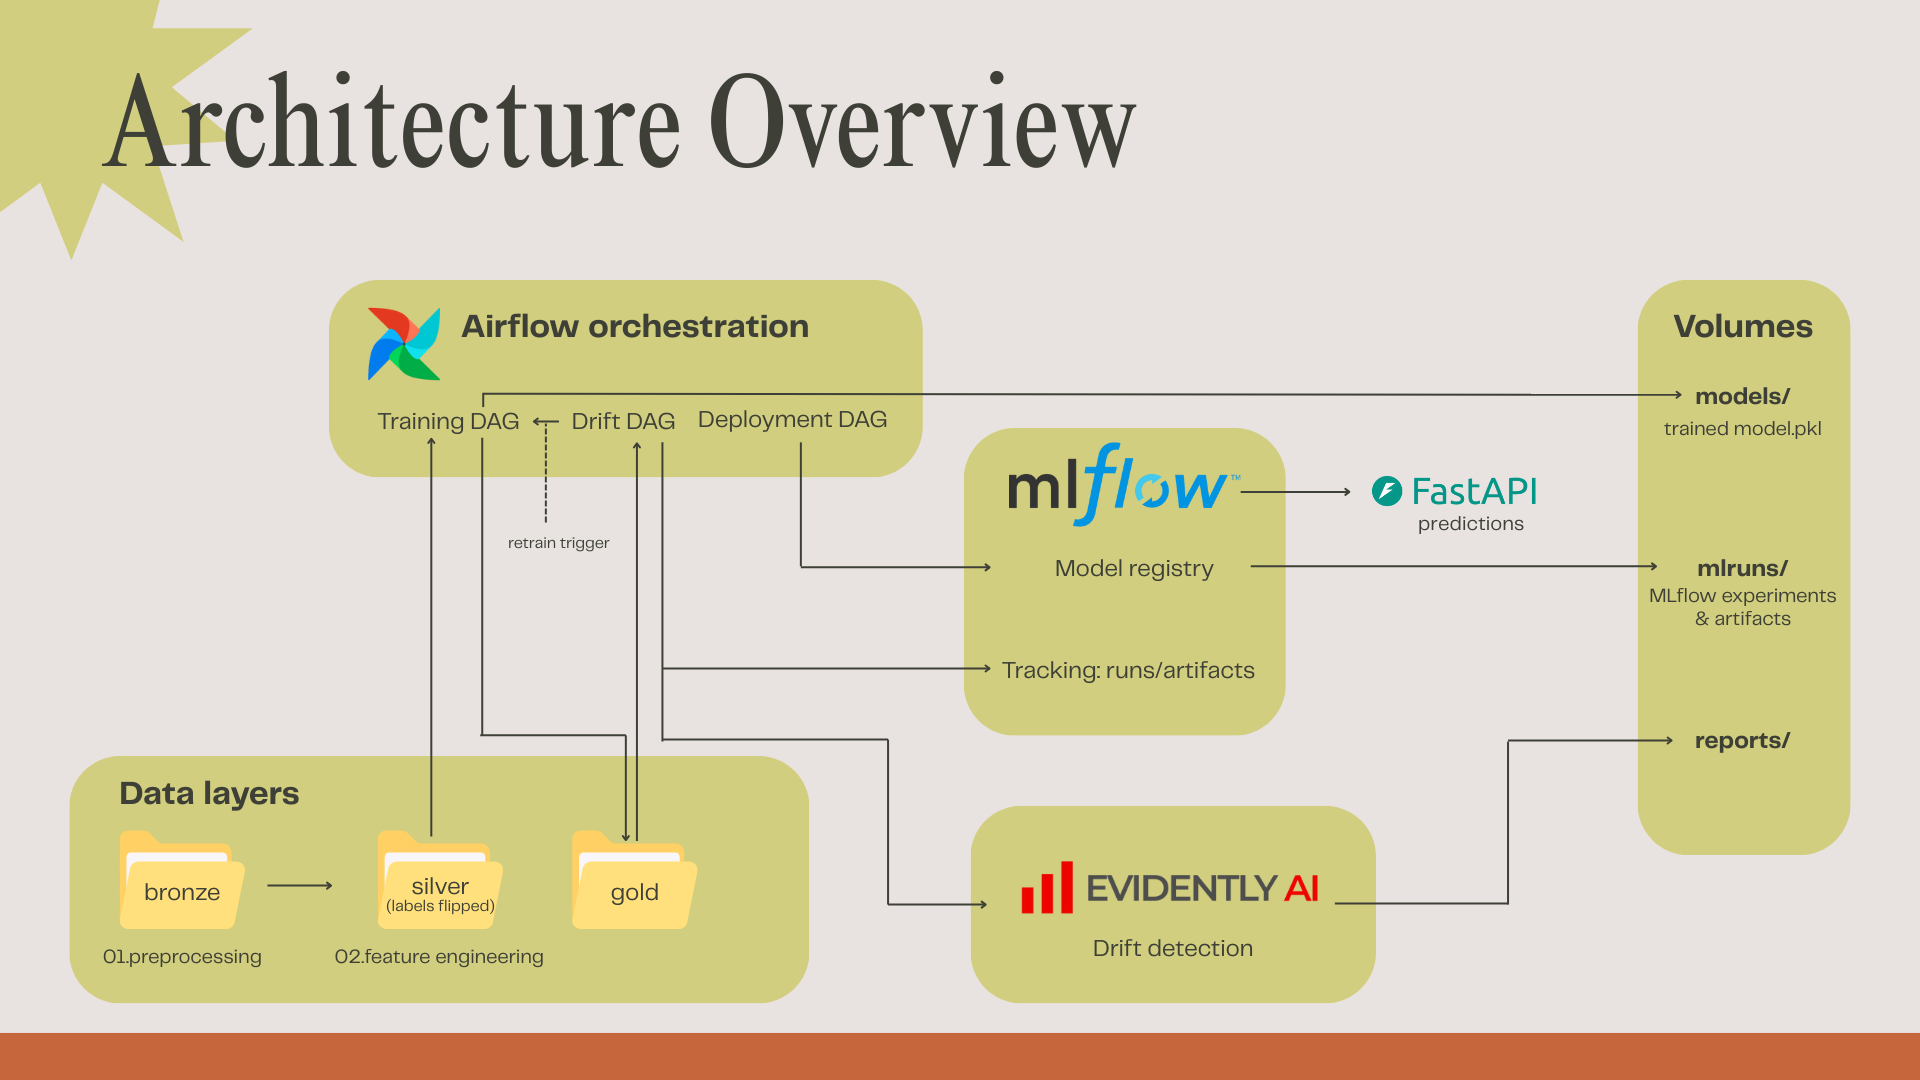 Architecture Overview
Airflow orchestration
Training DAG
Drift DAG
Deployment DAG
retrain trigger
mlflow™
Model registry
Tracking: runs/artifacts
FastAPI
predictions
Volumes
models/
trained model.pkl
mlruns/
MLflow experiments
& artifacts
reports/
Data layers
bronze
01.preprocessing
silver
(labels flipped)
02.feature engineering
gold
EVIDENTLY AI
Drift detection